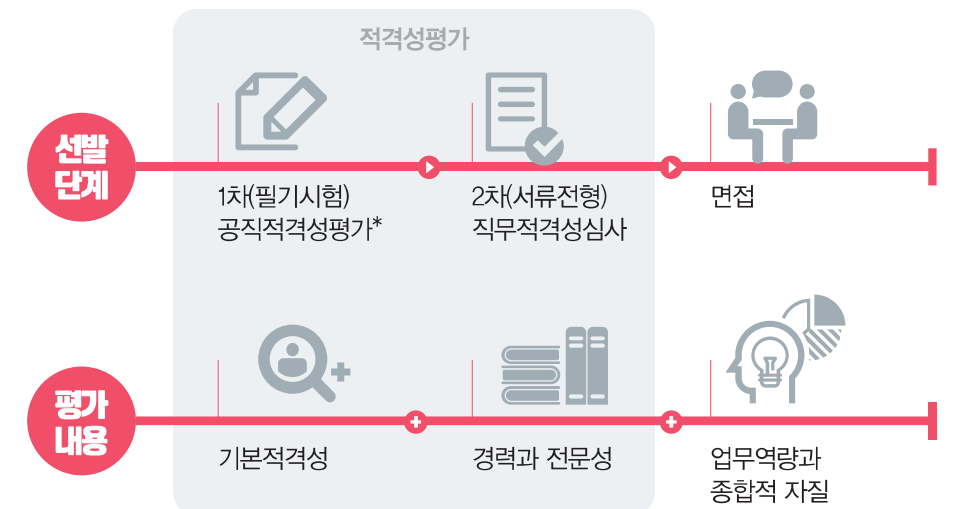 적격성평가
선발
단계
1차(필기시험)
공직적격성평가*
2차(서류전형)
직무적격성심사
면접
평가
내용
기본적격성
경력과 전문성
업무역량과
종합적 자질